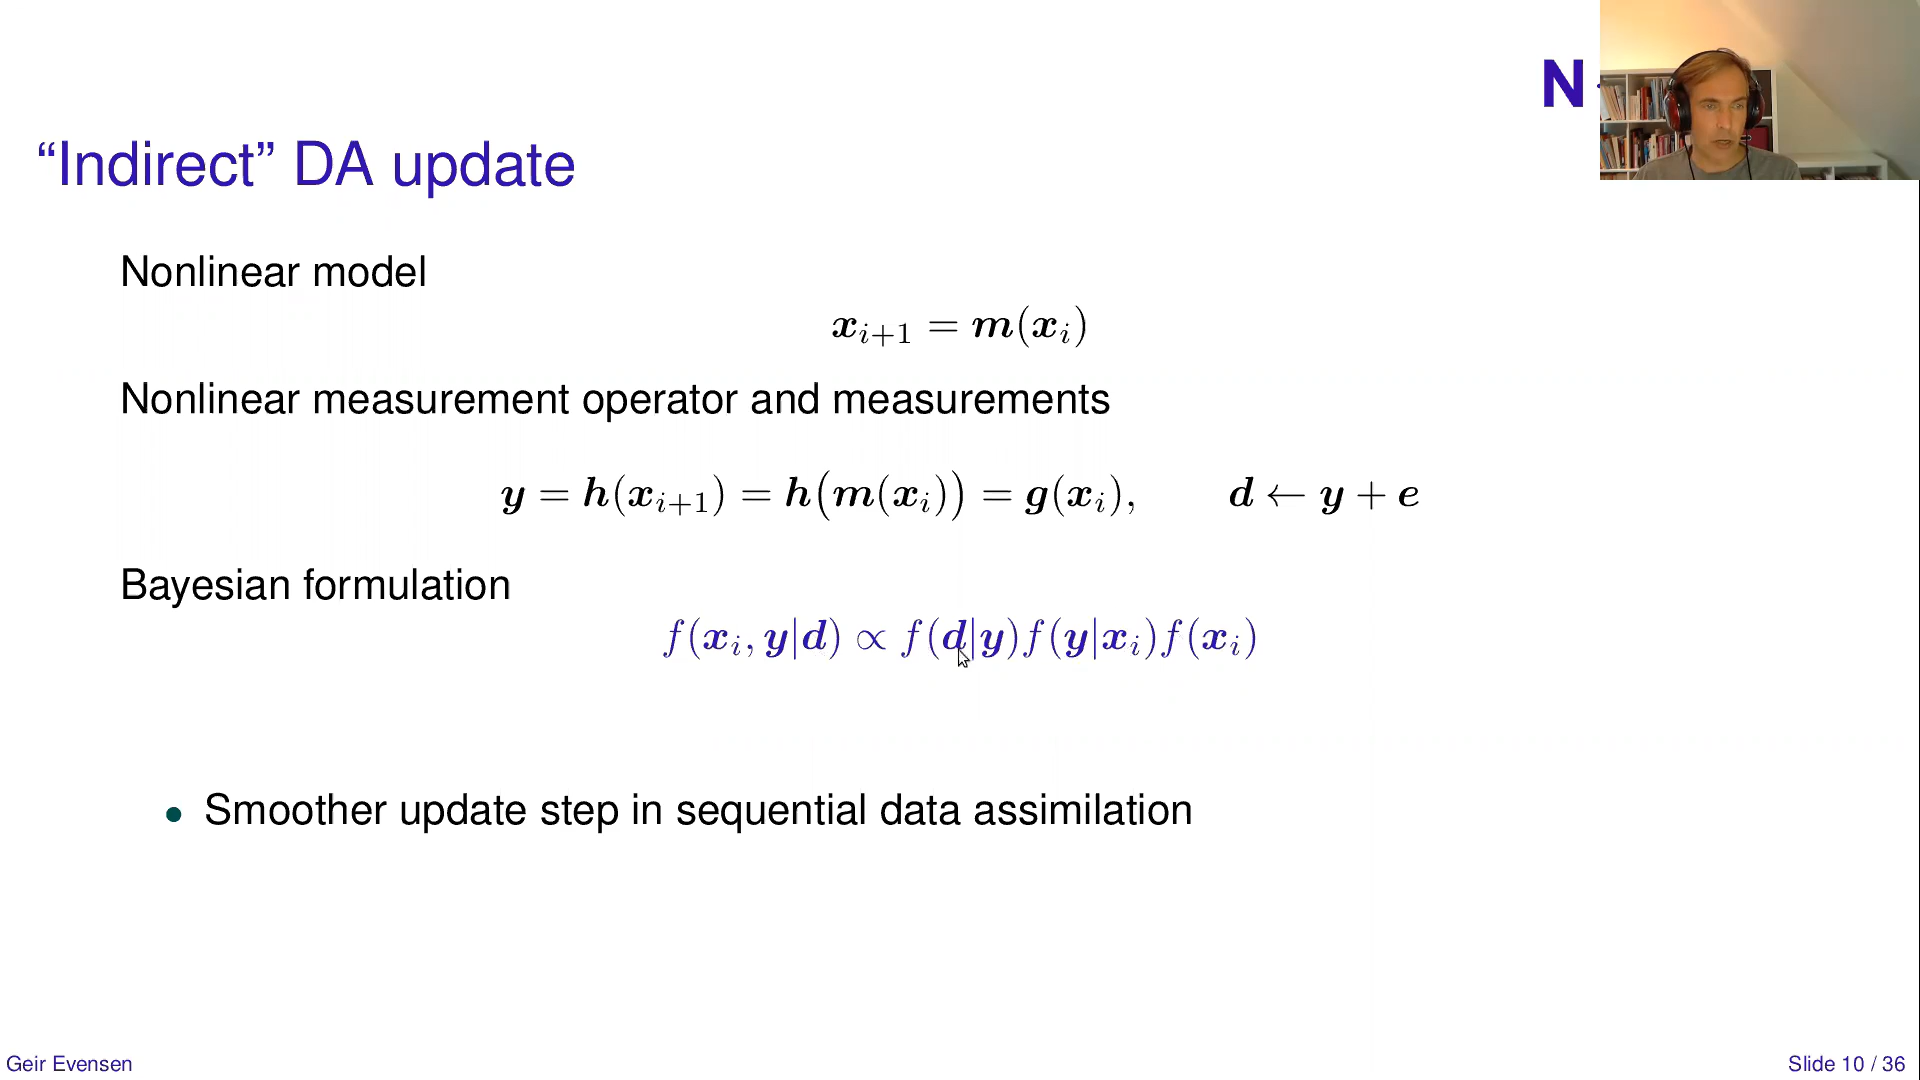 N
“Indirect” DA update
Nonlinear model
x_{i+1} = m(x_i)
Nonlinear measurement operator and measurements
y = h(x_{i+1}) = h(m(x_i)) = g(x_i),    d ← y + e
Bayesian formulation
f(x_i, y|d) ∝ f(d|y)f(y|x_i)f(x_i)
• Smoother update step in sequential data assimilation
Geir Evensen
Slide 10 / 36